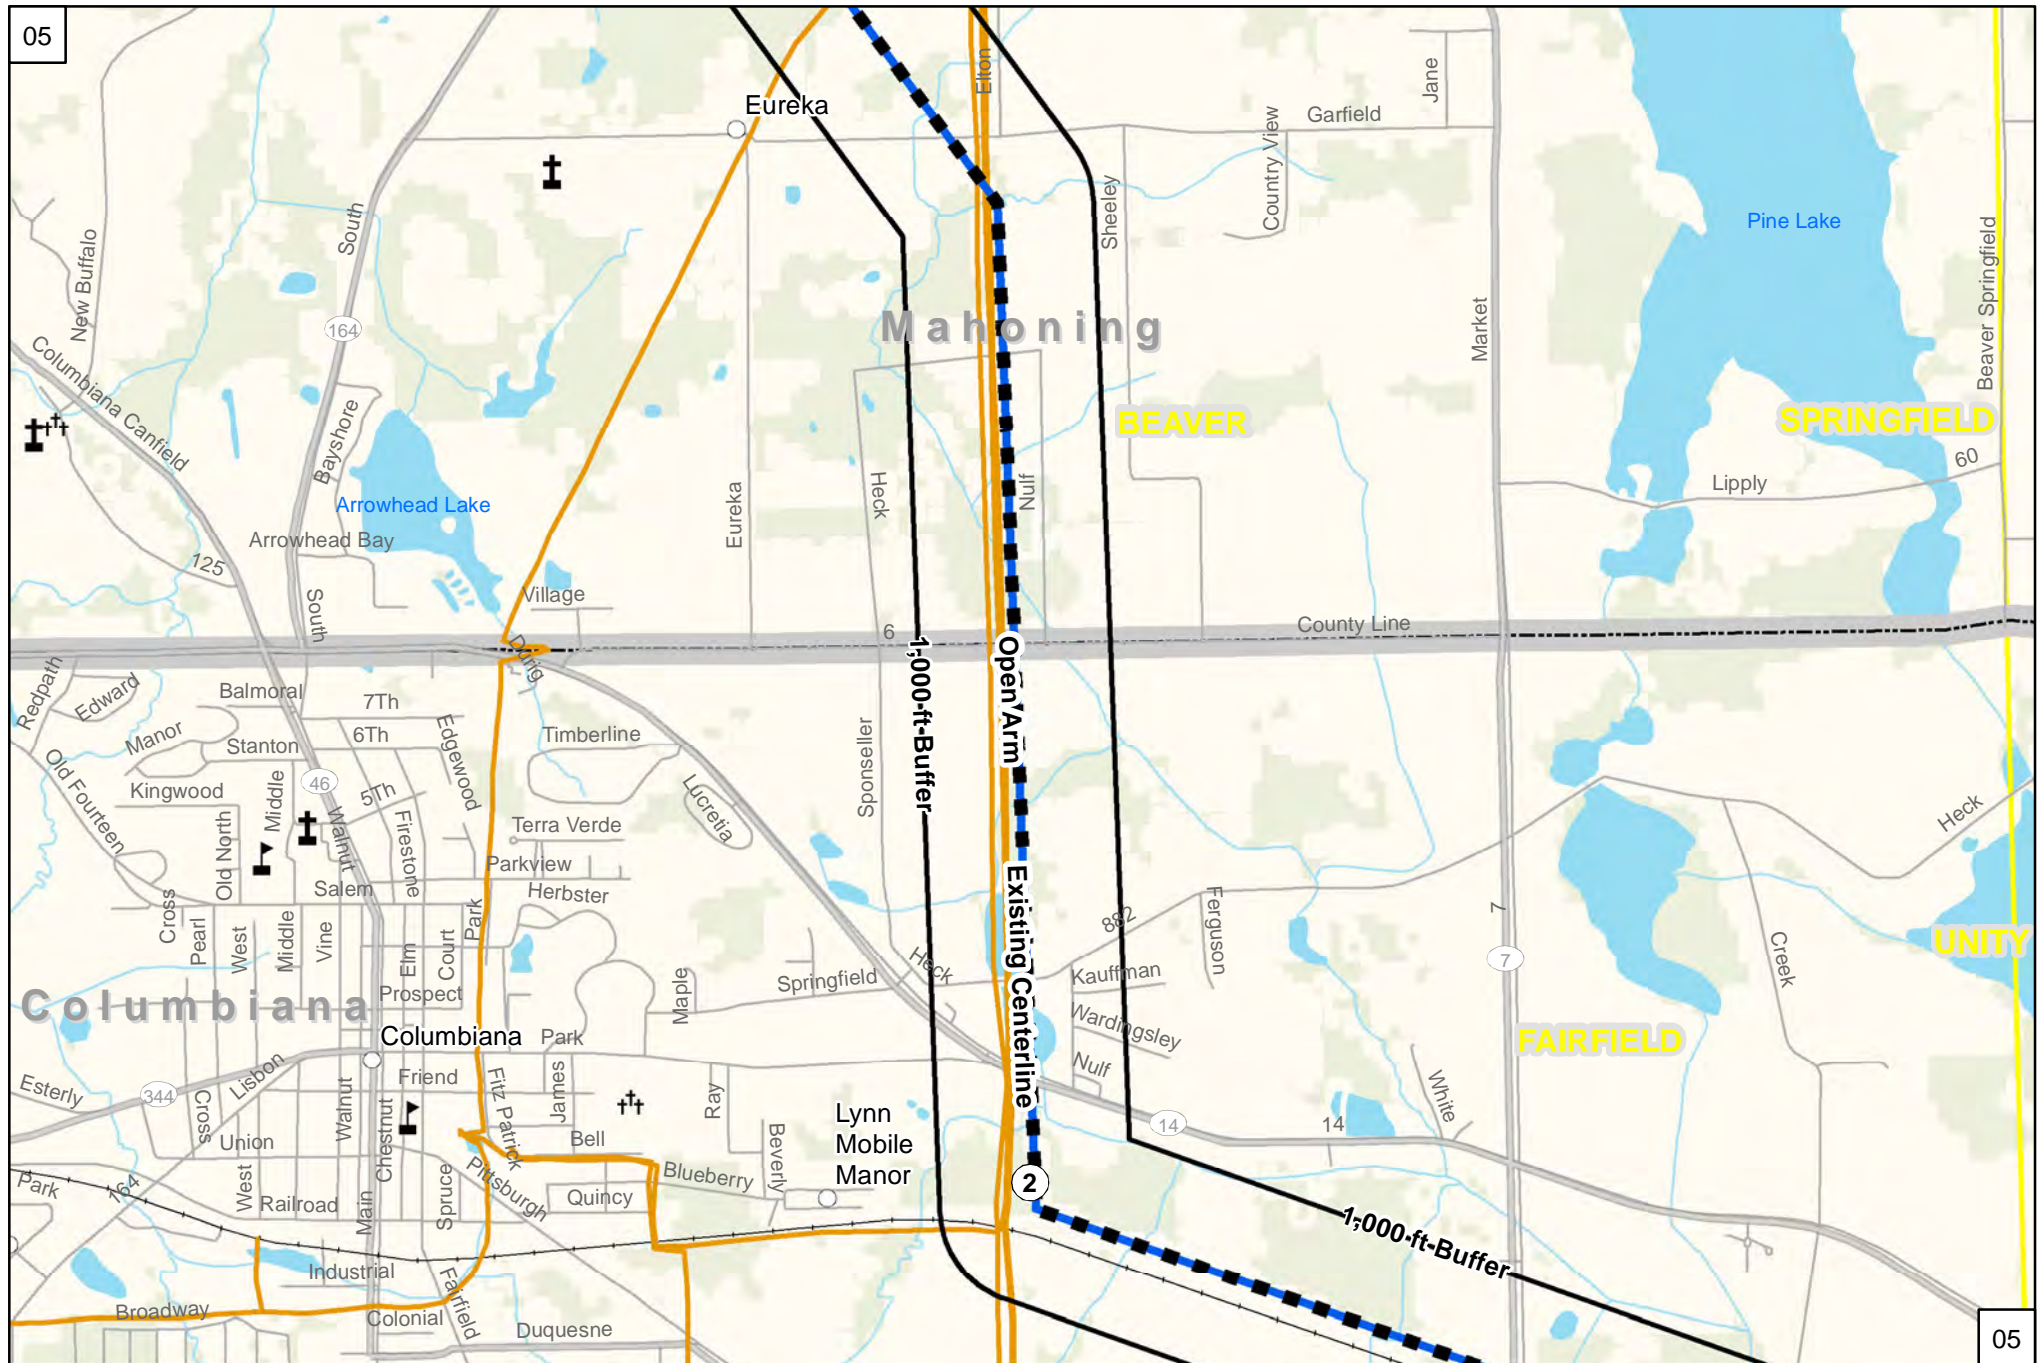 05
Elton
Eureka
Garfield
Jane
Country View
Sheeley
South
New Buffalo
Pine Lake
Beaver Springfield
164
Mahoning
Market
Columbiana Canfield
Bayshore
BEAVER
SPRINGFIELD
60
Lipply
Arrowhead Lake
Eureka
Heck
Nulf
Arrowhead Bay
125
Village
South
6
County Line
Durig
1,000-ft-Buffer
Open Arm
Redpath
Edward
Balmoral
7Th
Manor
Stanton
6Th
Edgewood
Timberline
Old Fourteen
Kingwood
Middle
46
5Th
Lucretia
Sponseller
Old North
Walnut
Firestone
Terra Verde
Heck
Parkview
Salem
Herbster
Existing Centerline
882
Ferguson
7
Cross
Pearl
West
Middle
Vine
Elm
Court
Park
Heck
Kauffman
7
Creek
UNITY
Columbiana
Prospect
Maple
Springfield
Wardingsley
FAIRFIELD
Columbiana
Park
Nulf
Esterly
344
Lisbon
Friend
Cross
Walnut
Chestnut
Fitz Patrick
James
Ray
Lynn
Mobile
Manor
14
14
White
Union
Bell
Beverly
Park
164
West
Railroad
Main
Spruce
Pittsburgh
Quincy
Blueberry
2
1,000-ft-Buffer
Industrial
Fairfield
Broadway
Colonial
Duquesne
05